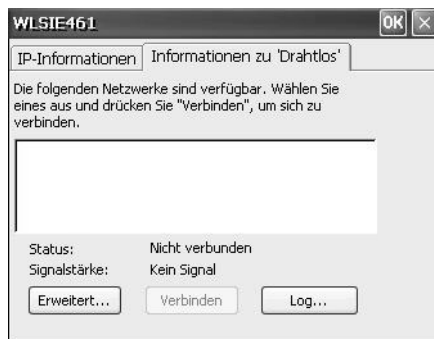 WLSIE461 OK ×
IP-Informationen Informationen zu 'Drahtlos'
Die folgenden Netzwerke sind verfügbar. Wählen Sie
eines aus und drücken Sie "Verbinden", um sich zu
verbinden.
Status: Nicht verbunden
Signalstärke: Kein Signal
Erweitert... Verbinden Log...